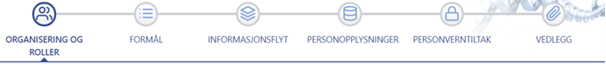 ORGANISERING OG
ROLLER
FORMÅL
INFORMASJONSFLYT
PERSONOPPLYSNINGER
PERSONVERNTILTAK
VEDLEGG